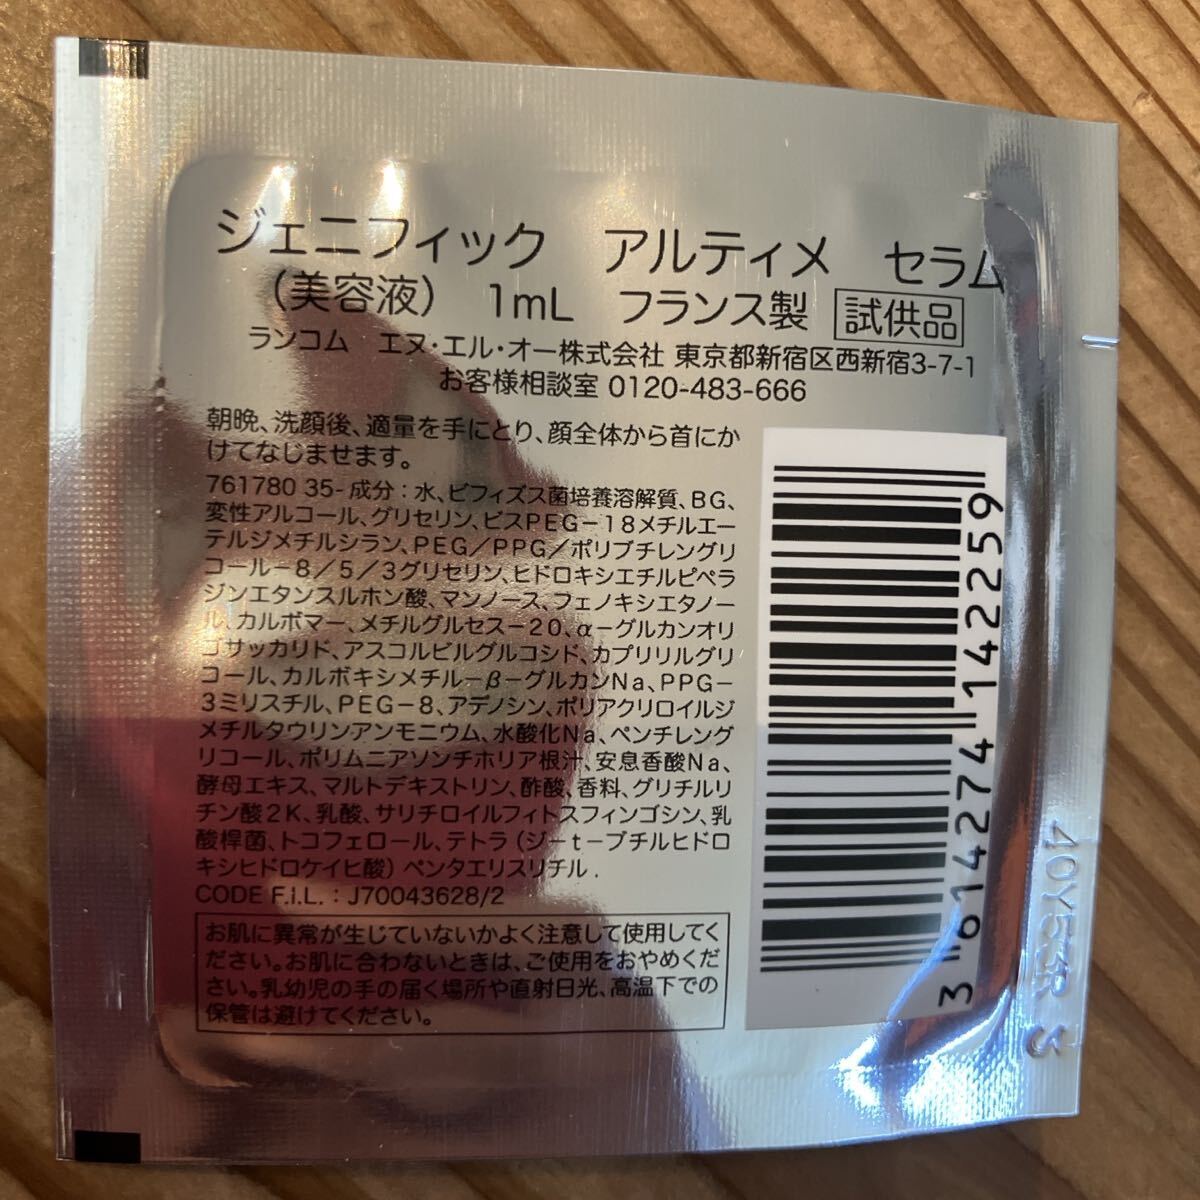 ジェニフィック アルティメ セラム
（美容液） 1mL フランス製 試供品
ランコム エヌ・エル・オー株式会社 東京都新宿区西新宿3-7-1
お客様相談室 0120-483-666
朝晩、洗顔後、適量を手にとり、顔全体から首にか
けてなじませます。
761780 35- 成分：水、ビフィズス菌培養溶解質、BG、
変性アルコール、グリセリン、ビスPEG－18メチルエー
テルジメチルシラン、PEG／PPG／ポリブチレングリ
コール－8／5／3グリセリン、ヒドロキシエチルピペラ
ジンエタンスルホン酸、マンノース、フェノキシエタノー
ル、カルボマー、メチルグルセス－20、α－グルカンオリ
ゴサッカリド、アスコルビルグルコシド、カプリリルグリ
コール、カルボキシメチル－β－グルカンNa、PPG－
3ミリスチル、PEG－8、アデノシン、ポリアクリロイルジ
メチルタウリンアンモニウム、水酸化Na、ペンチレング
リコール、ポリムニアソンチホリア根汁、安息香酸Na、
酵母エキス、マルトデキストリン、酢酸、香料、グリチルリ
チン酸2K、乳酸、サリチロイルフィトスフィンゴシン、乳
酸桿菌、トコフェロール、テトラ（ジ－t－ブチルヒドロ
キシヒドロケイヒ酸）ペンタエリスリチル .
CODE F.i.L. : J70043628/2
お肌に異常が生じていないかよく注意して使用してく
ださい。お肌に合わないときは、ご使用をおやめくだ
さい。乳幼児の手の届く場所や直射日光、高温下での
保管は避けてください。
3 614274 142259